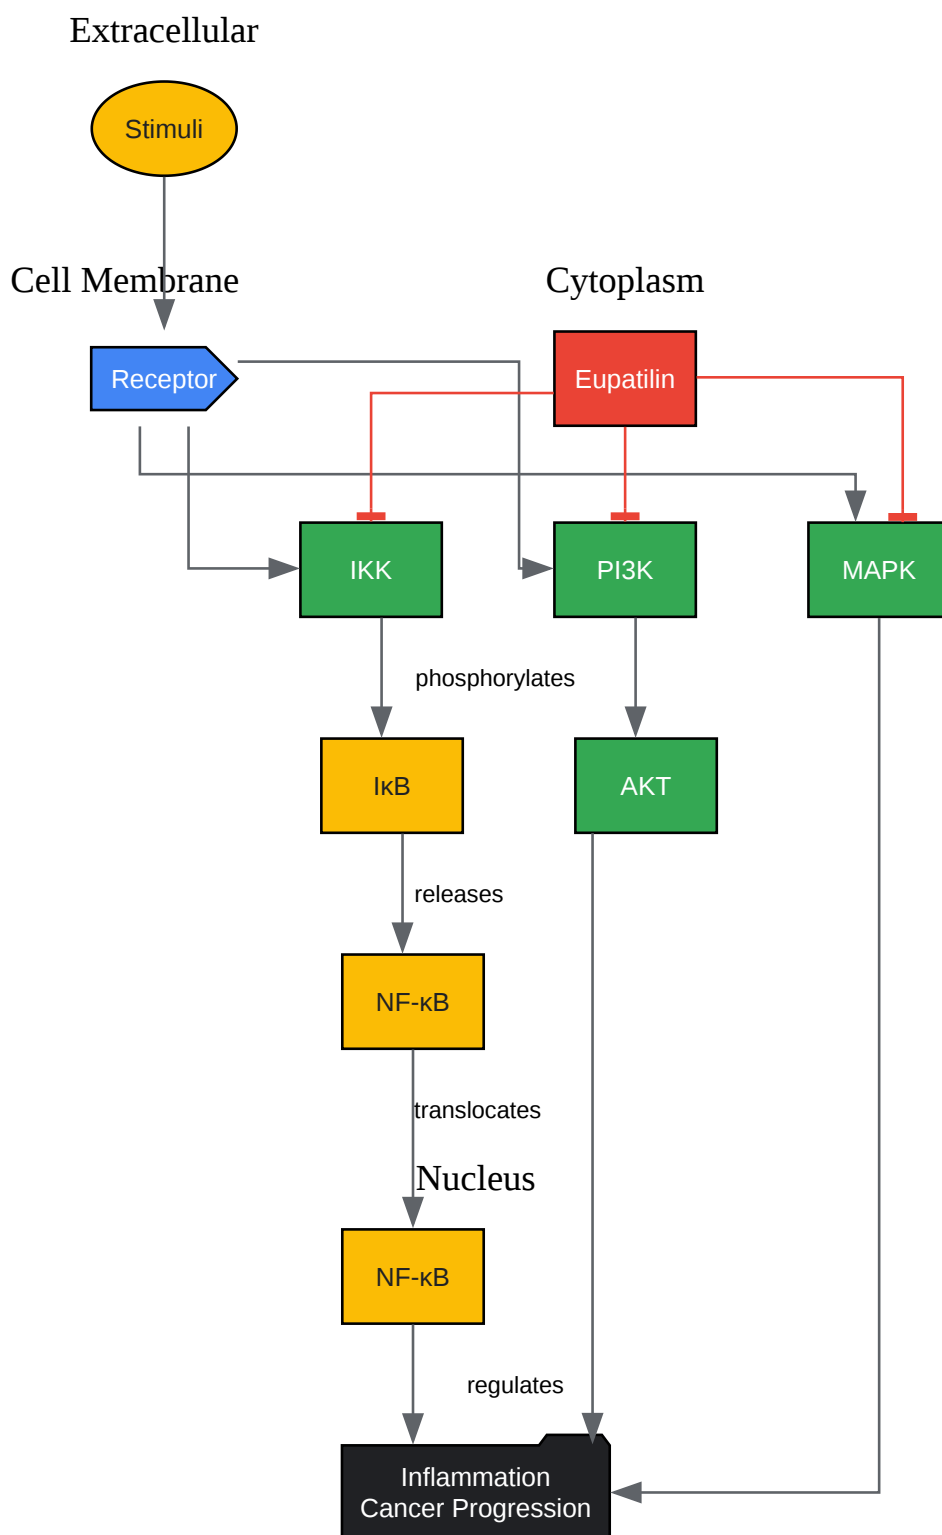 Extracellular
Stimuli
Cell Membrane
Cytoplasm
Receptor
Eupatilin
IKK
PI3K
MAPK
phosphorylates
IκB
AKT
releases
NF-κB
translocates
Nucleus
NF-κB
regulates
Inflammation
Cancer Progression